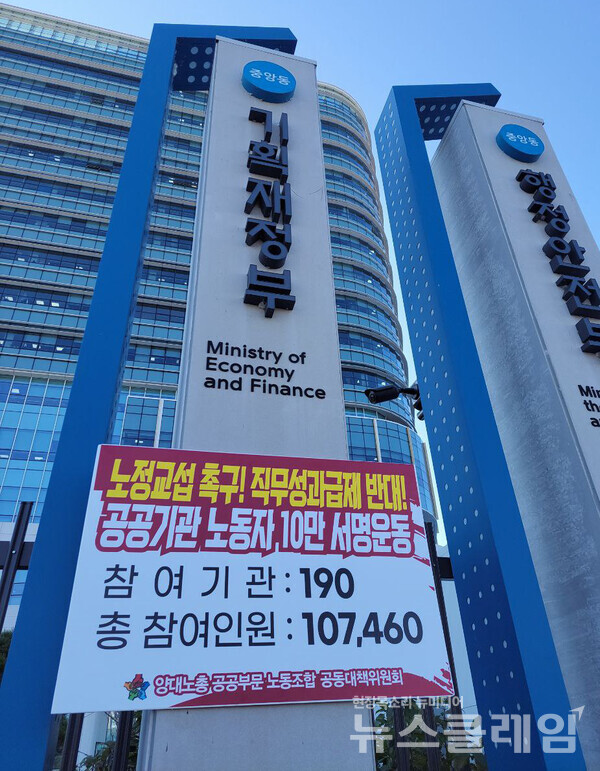 중앙동
기획재정부
Ministry of
Economy
and Finance
중앙동
행정안전부
Min
the
a
노정교섭 촉구! 직무성과급제 반대!
공공기관 노동자 10만 서명운동
참여기관 : 190
총 참여인원 : 107,460
양대노총 공공부문 노동조합 공동대책위원회
현장목소리 뉴미디어
뉴스클레임